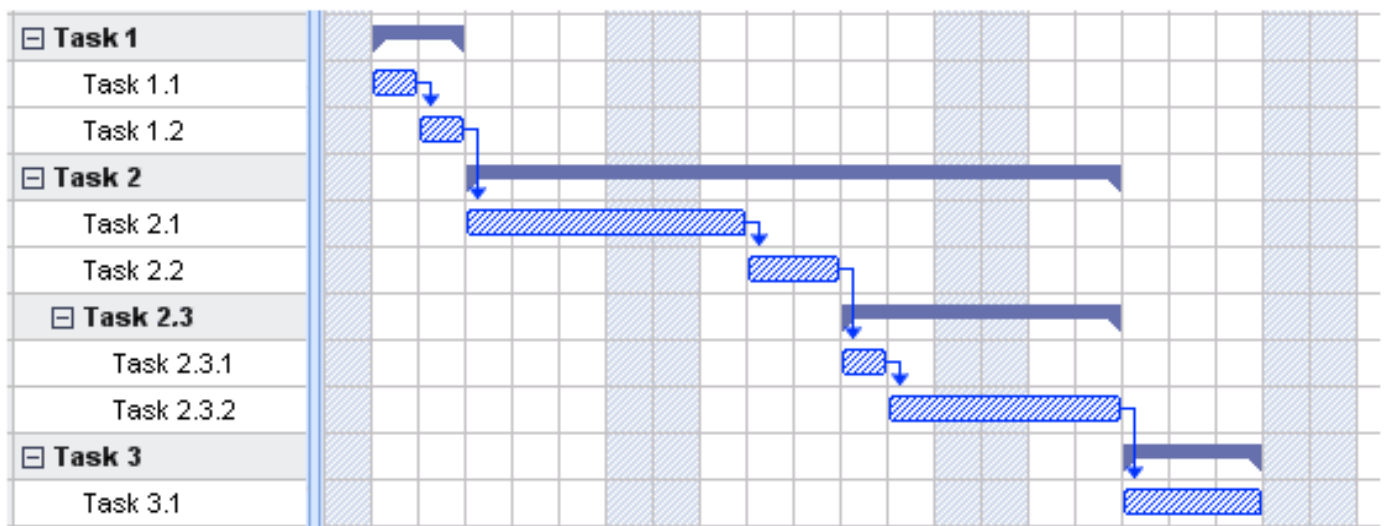 Task 1
Task 1.1
Task 1.2
Task 2
Task 2.1
Task 2.2
Task 2.3
Task 2.3.1
Task 2.3.2
Task 3
Task 3.1